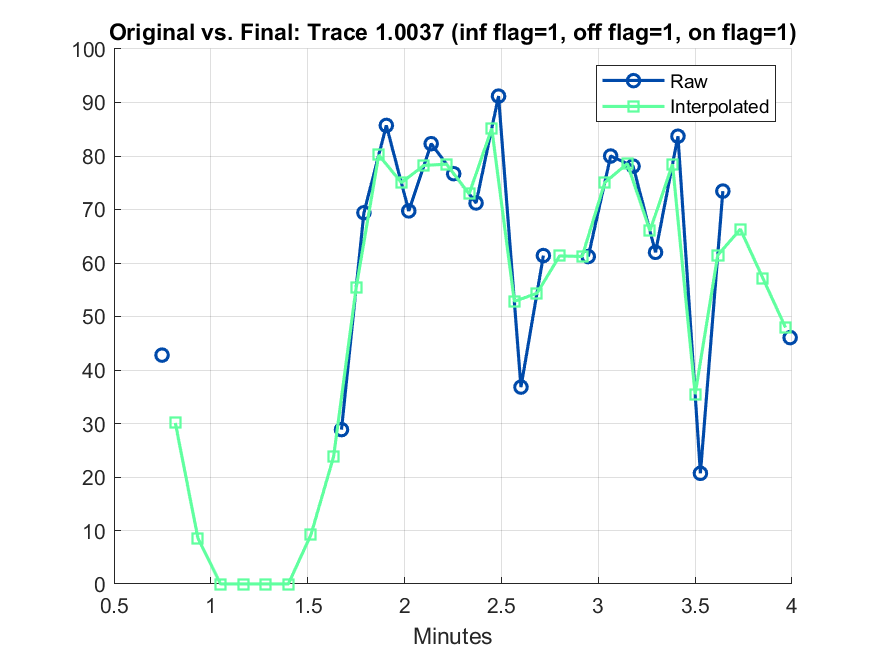 Original vs. Final: Trace 1.0037 (inf flag=1, off flag=1, on flag=1)
100
90
80
70
60
50
40
30
20
10
0
Raw
Interpolated
0.5 1 1.5 2 2.5 3 3.5 4
Minutes